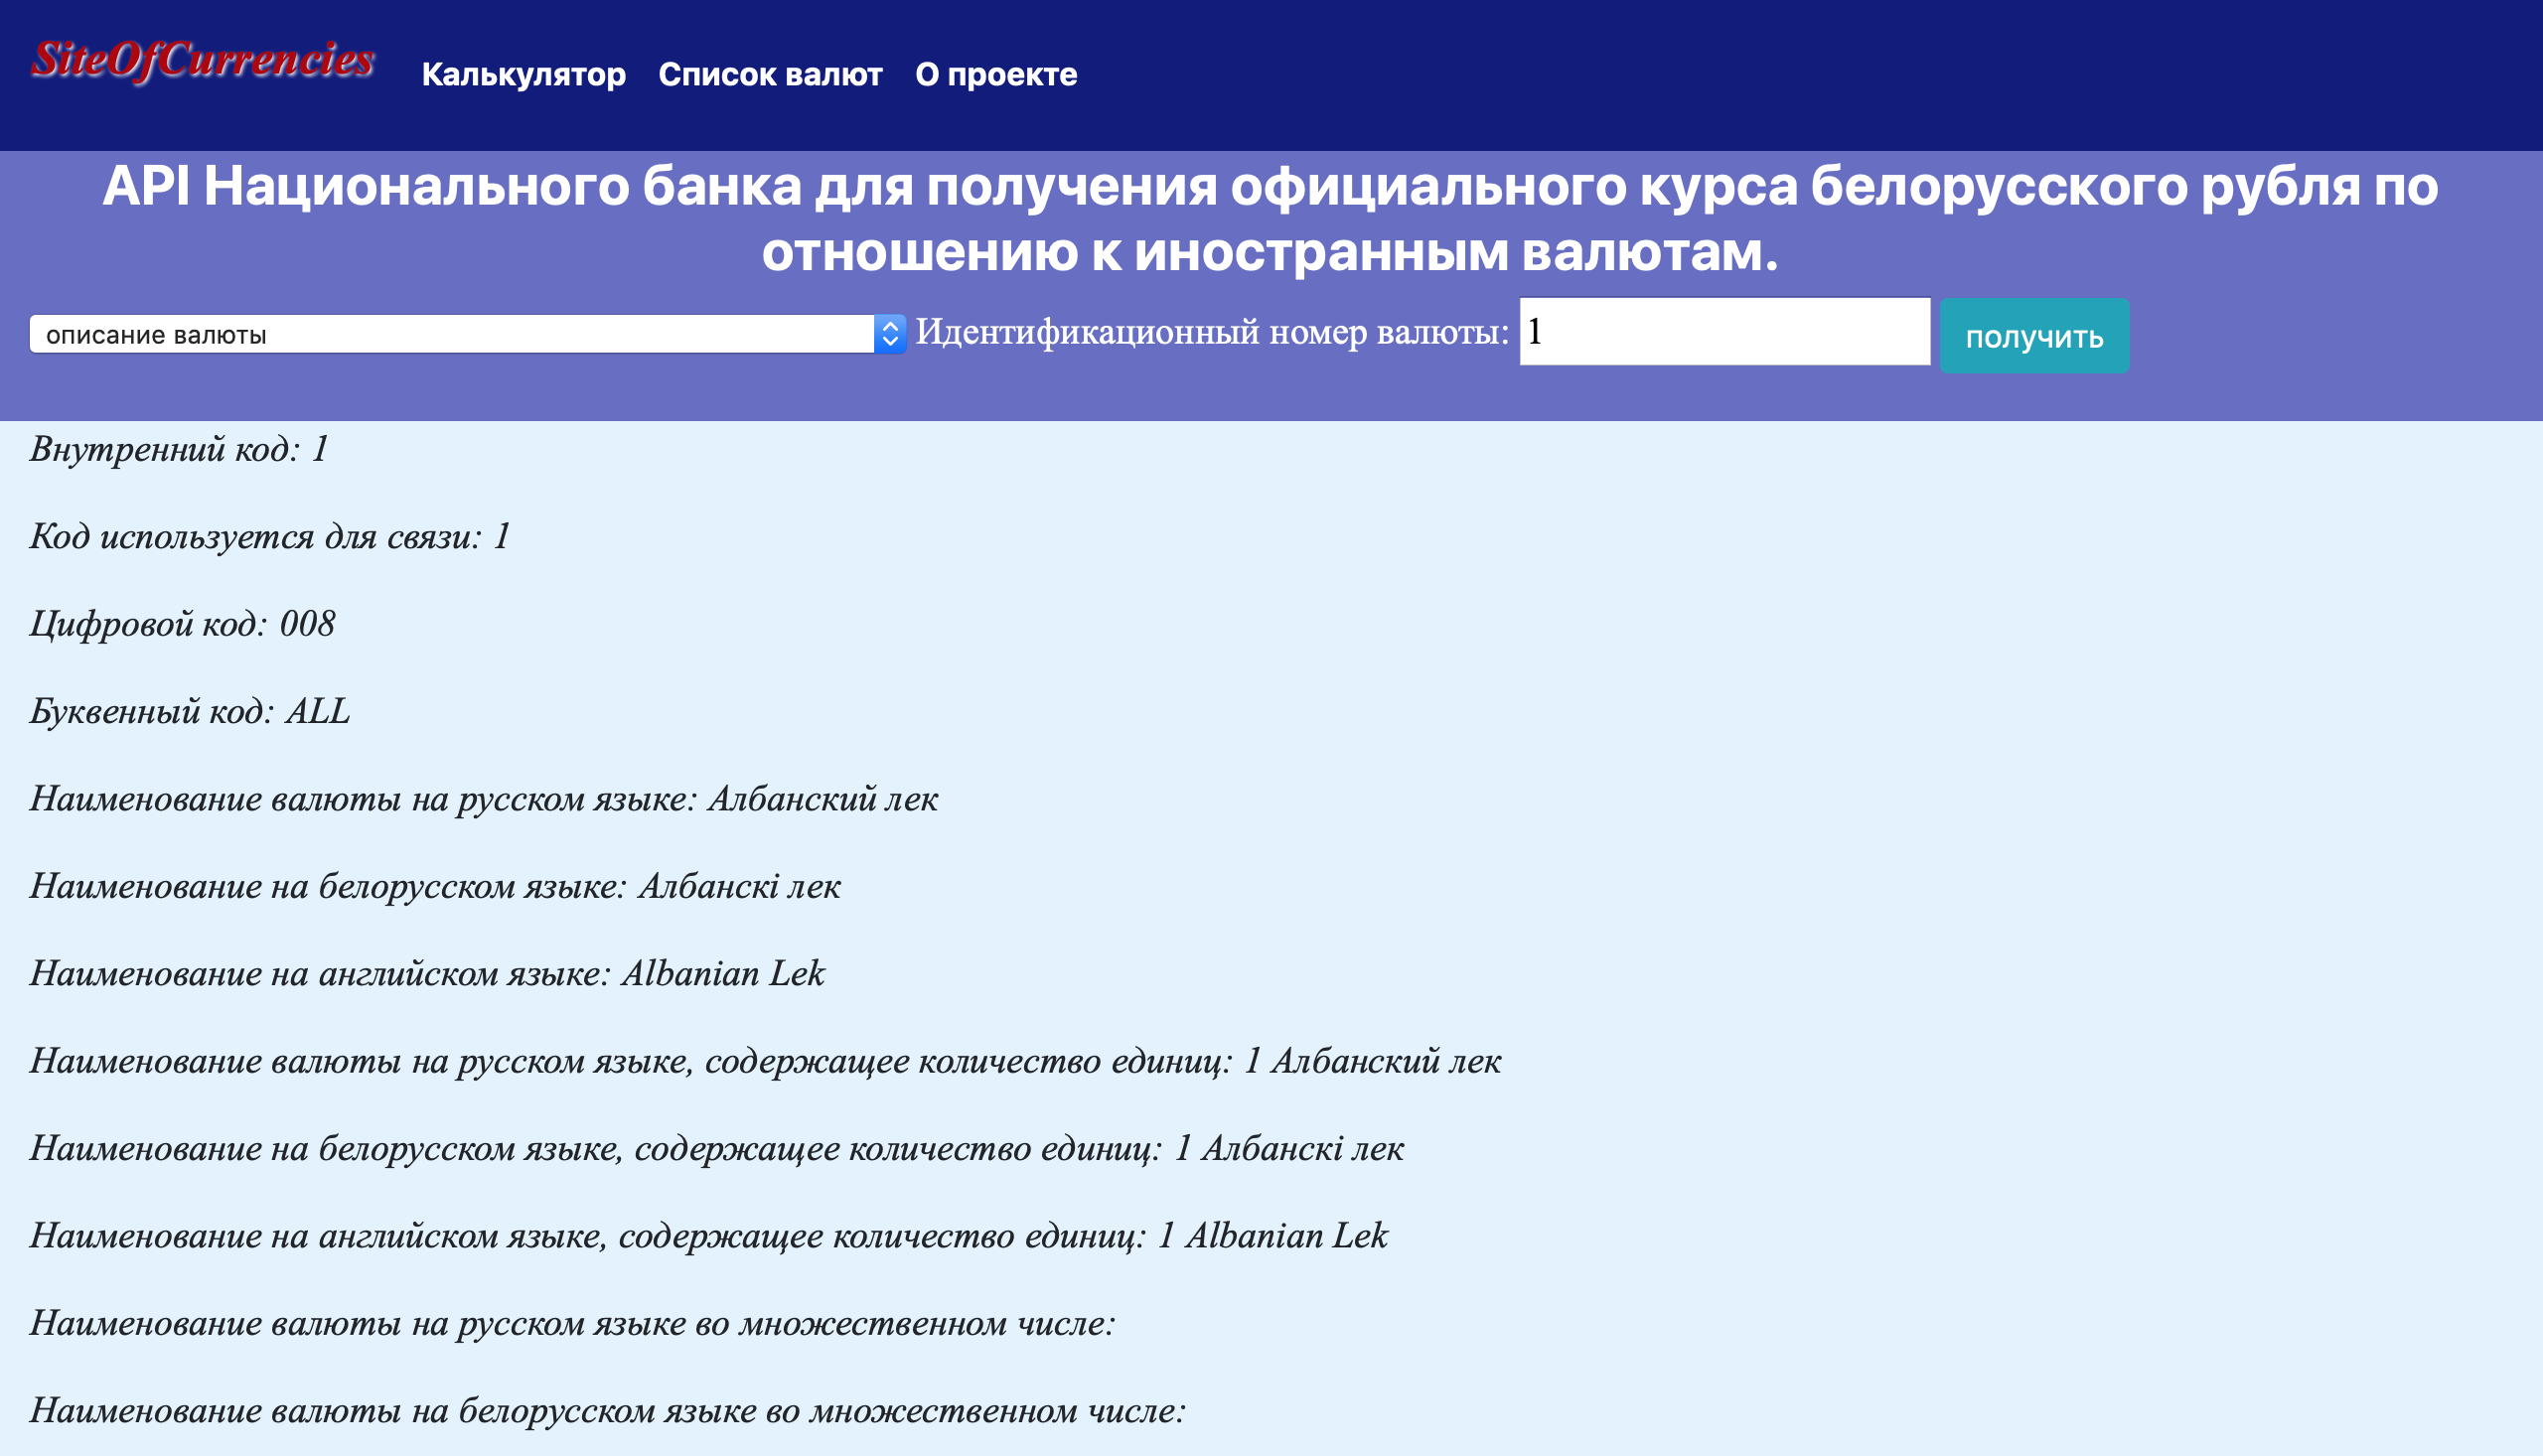 SiteOfCurrencies
Калькулятор Список валют О проекте
API Национального банка для получения официального курса белорусского рубля по
отношению к иностранным валютам.
описание валюты Идентификационный номер валюты: 1 получить
Внутренний код: 1
Код используется для связи: 1
Цифровой код: 008
Буквенный код: ALL
Наименование валюты на русском языке: Албанский лек
Наименование на белорусском языке: Албанскі лек
Наименование на английском языке: Albanian Lek
Наименование валюты на русском языке, содержащее количество единиц: 1 Албанский лек
Наименование на белорусском языке, содержащее количество единиц: 1 Албанскі лек
Наименование на английском языке, содержащее количество единиц: 1 Albanian Lek
Наименование валюты на русском языке во множественном числе:
Наименование валюты на белорусском языке во множественном числе: